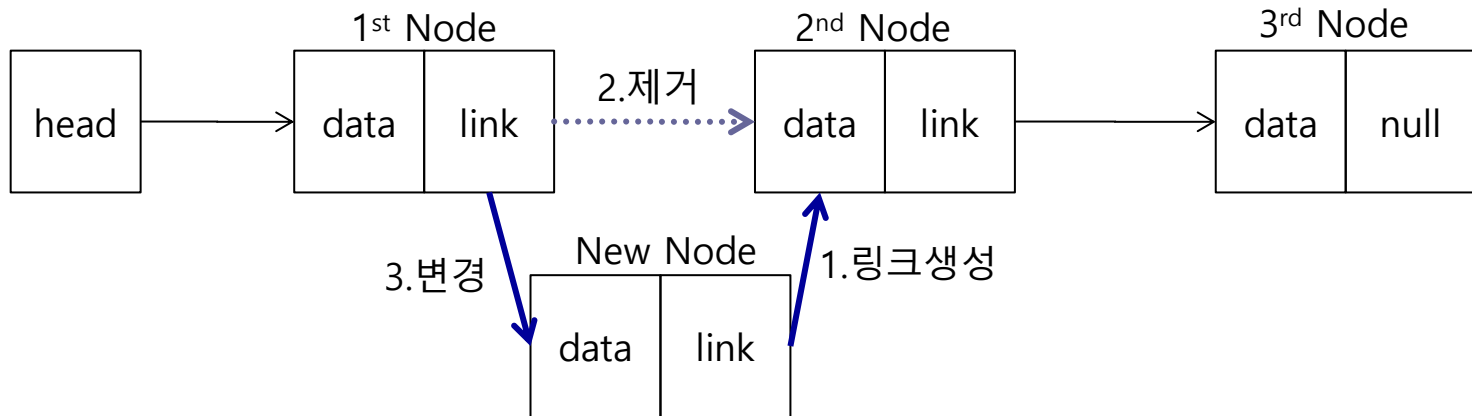 1st Node
2nd Node
3rd Node
head
data
link
2.제거
data
link
data
null
3.변경
New Node
1.링크생성
data
link